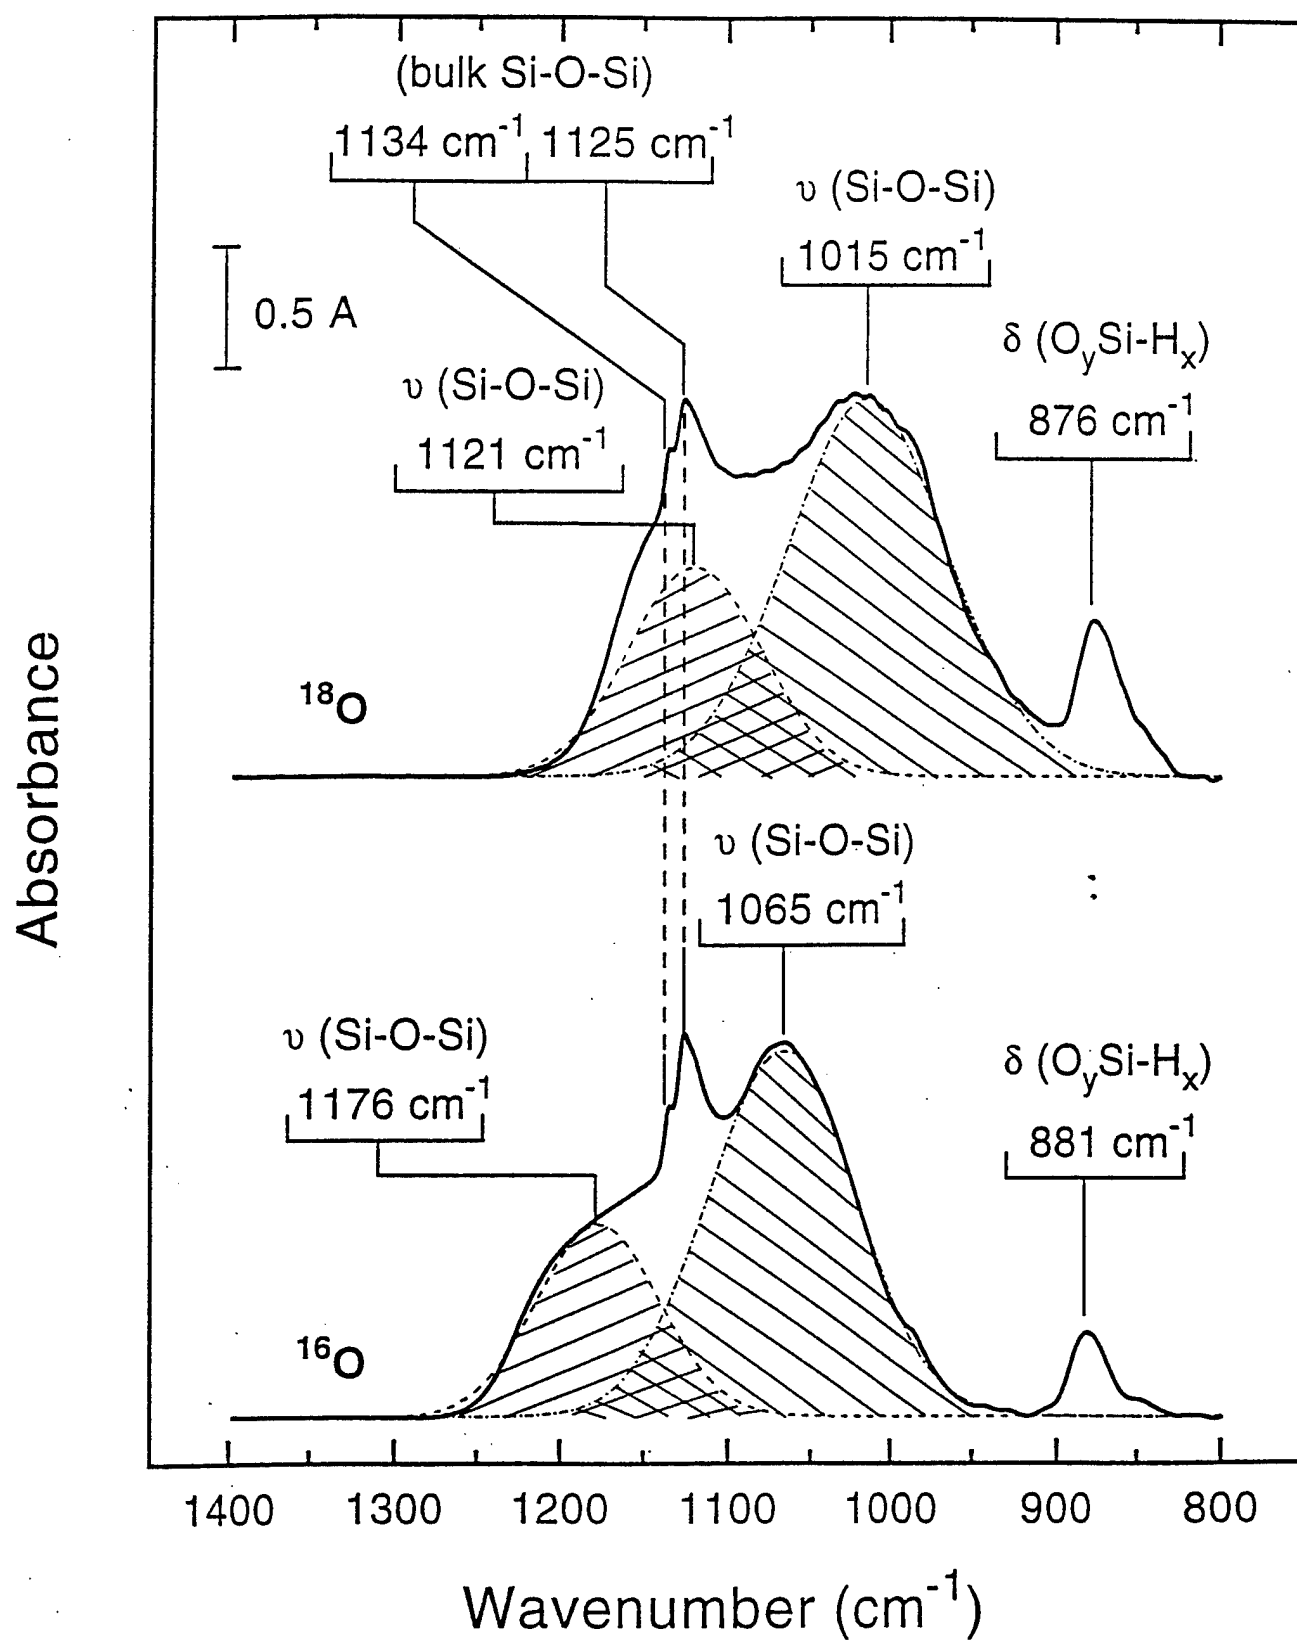 (bulk Si-O-Si)
1134 cm⁻¹ 1125 cm⁻¹
υ (Si-O-Si)
1015 cm⁻¹
0.5 A
δ (OᵧSi-Hₓ)
876 cm⁻¹
υ (Si-O-Si)
1121 cm⁻¹
¹⁸O
υ (Si-O-Si)
1065 cm⁻¹
υ (Si-O-Si)
1176 cm⁻¹
δ (OᵧSi-Hₓ)
881 cm⁻¹
¹⁶O
Absorbance
1400 1300 1200 1100 1000 900 800
Wavenumber (cm⁻¹)